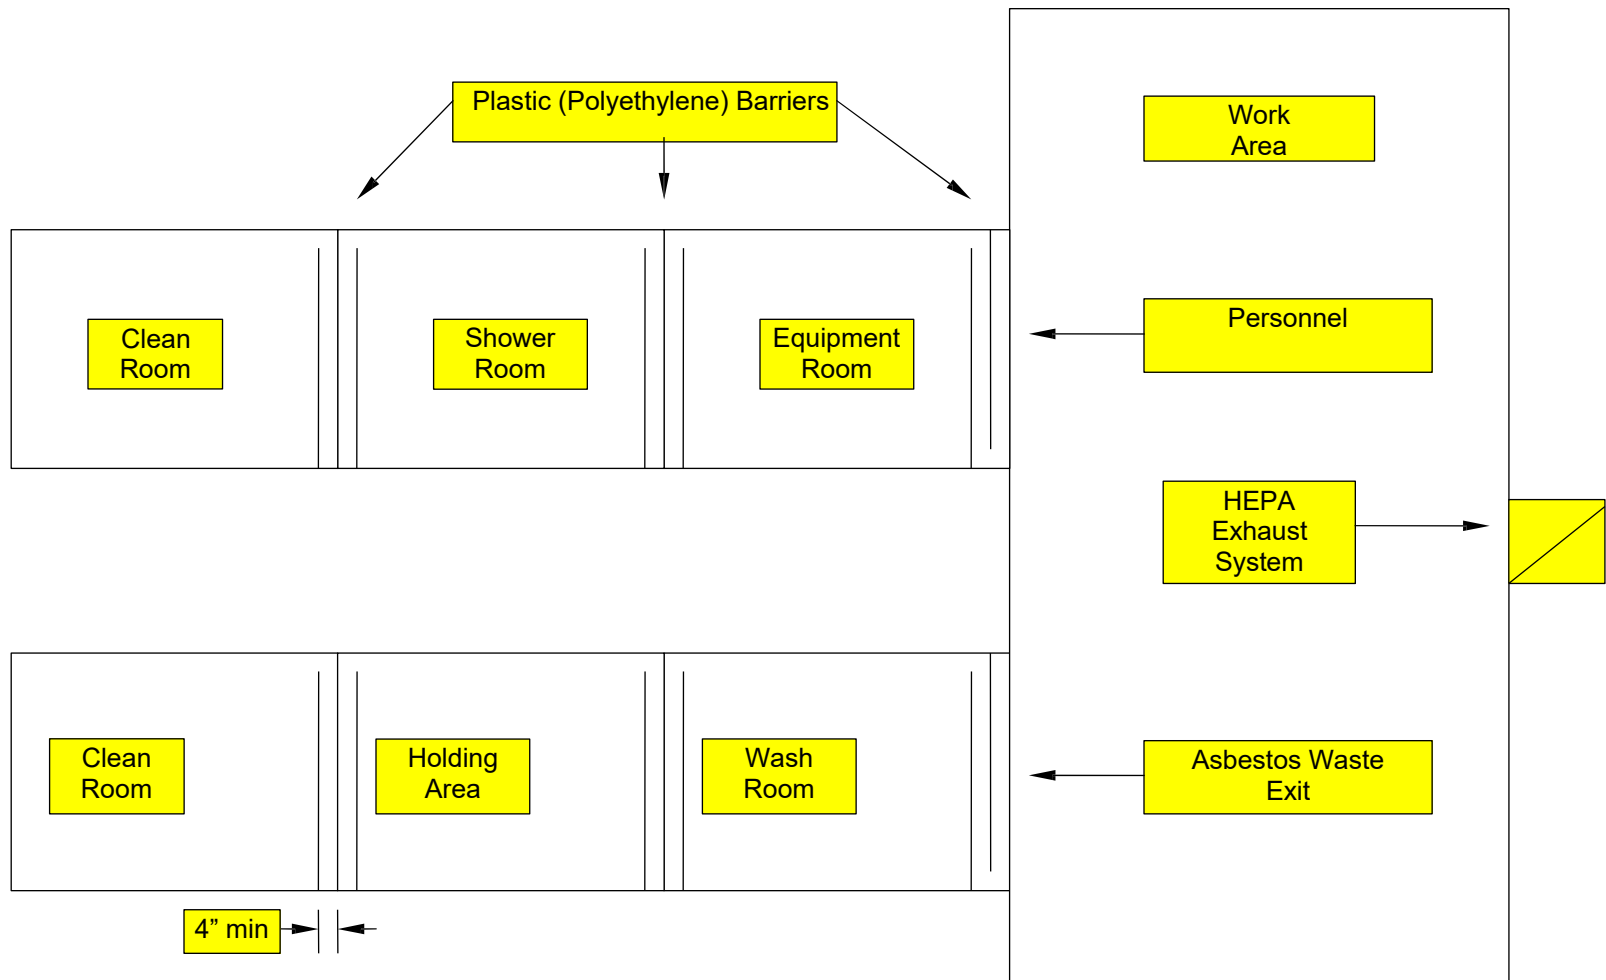 Plastic (Polyethylene) Barriers
Work
Area
Clean
Room
Shower
Room
Equipment
Room
Personnel
HEPA
Exhaust
System
Clean
Room
Holding
Area
Wash
Room
Asbestos Waste
Exit
4” min